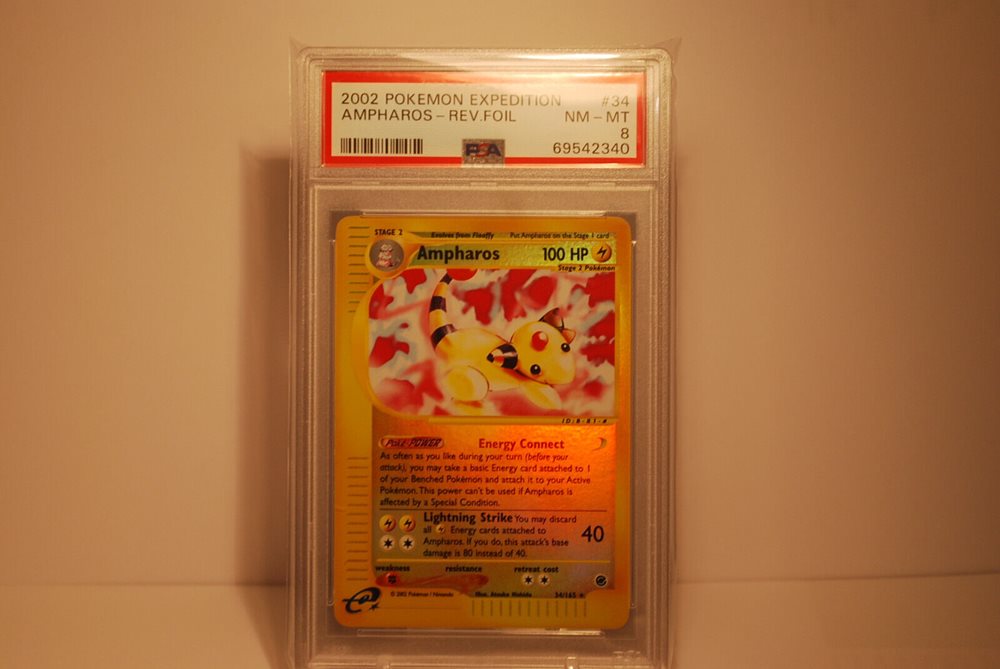 2002 POKEMON EXPEDITION #34
AMPHAROS - REV.FOIL NM - MT
8
PSA 69542340
STAGE 2 Evolves from Flaaffy Put Ampharos on the Stage 1 card
Ampharos 100 HP
Stage 2 Pokémon
Poké-POWER Energy Connect
As often as you like during your turn (before your
attack), you may take a basic Energy card attached to 1
of your Benched Pokémon and attach it to your Active
Pokémon. This power can't be used if Ampharos is
affected by a Special Condition.
Lightning Strike You may discard
all Energy cards attached to
Ampharos. If you do, this attack's base
damage is 80 instead of 40.
40
weakness resistance retreat cost
e
© 2002 Pokémon / Nintendo Illus. 34/165